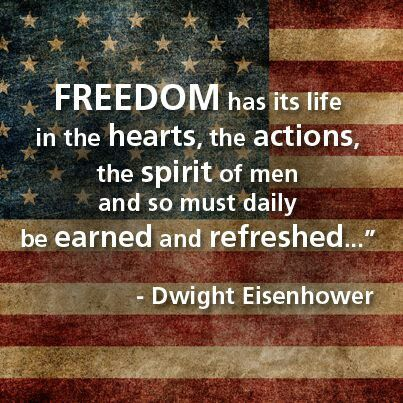 FREEDOM has its life
in the hearts, the actions,
the spirit of men
and so must daily
be earned and refreshed..."
- Dwight Eisenhower